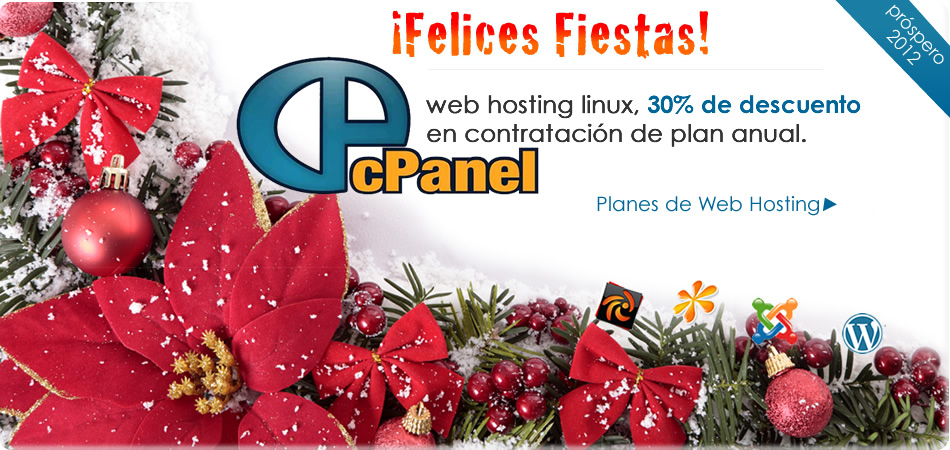 ¡Felices Fiestas!
próspero
2012
web hosting linux, 30% de descuento
en contratación de plan anual.
cPanel
Planes de Web Hosting
W